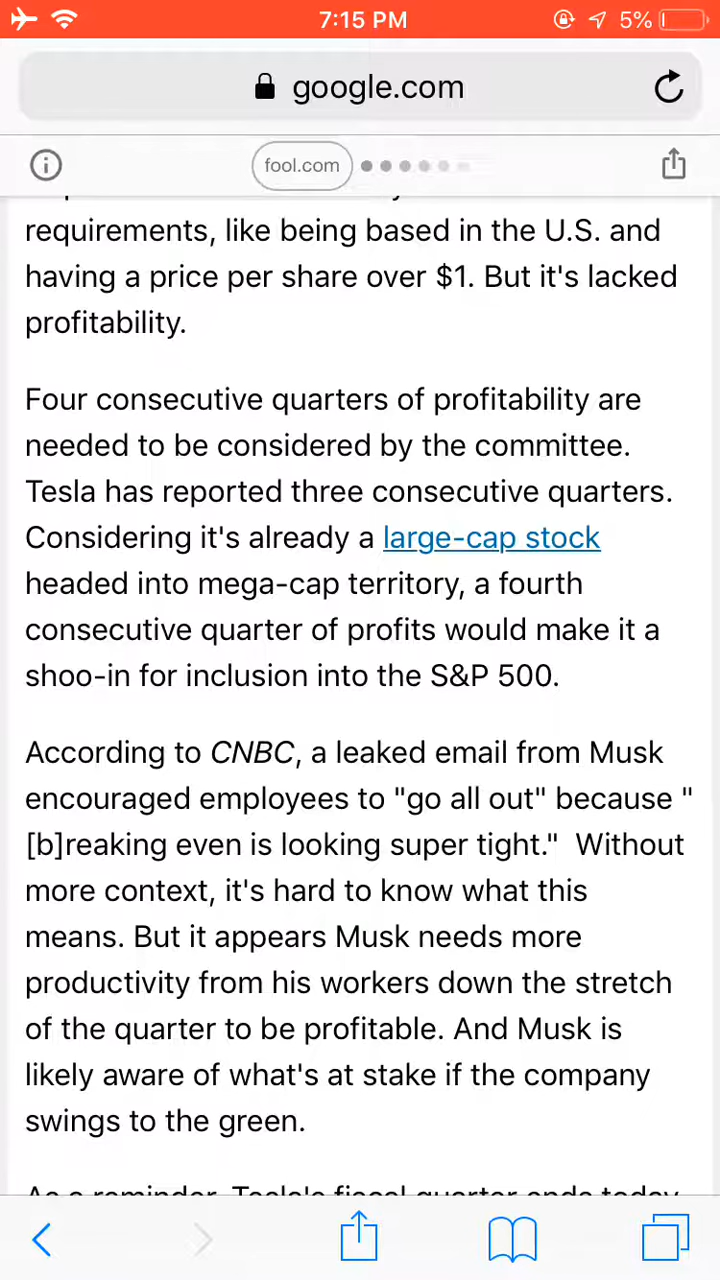 7:15 PM
5%
google.com
fool.com
requirements, like being based in the U.S. and
having a price per share over $1. But it's lacked
profitability.
Four consecutive quarters of profitability are
needed to be considered by the committee.
Tesla has reported three consecutive quarters.
Considering it's already a large-cap stock
headed into mega-cap territory, a fourth
consecutive quarter of profits would make it a
shoo-in for inclusion into the S&P 500.
According to CNBC, a leaked email from Musk
encouraged employees to "go all out" because "
[b]reaking even is looking super tight."  Without
more context, it's hard to know what this
means. But it appears Musk needs more
productivity from his workers down the stretch
of the quarter to be profitable. And Musk is
likely aware of what's at stake if the company
swings to the green.
As a reminder, Tesla's fiscal quarter ends today,